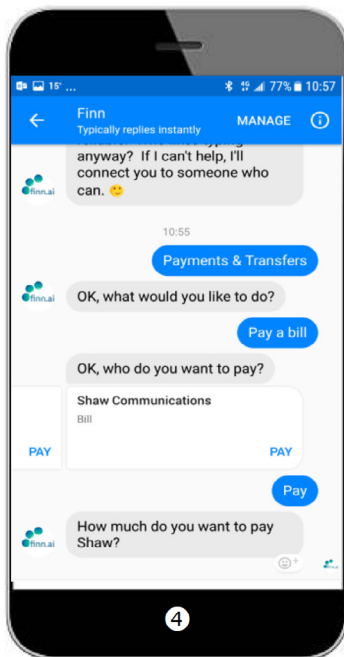 15° ...
4G 77% 10:57
Finn
Typically replies instantly
MANAGE
anyway? If I can't help, I'll
connect you to someone who
can.
finn.ai
10:55
Payments & Transfers
finn.ai
OK, what would you like to do?
Pay a bill
OK, who do you want to pay?
Shaw Communications
Bill
PAY
PAY
Pay
finn.ai
How much do you want to pay
Shaw?
4